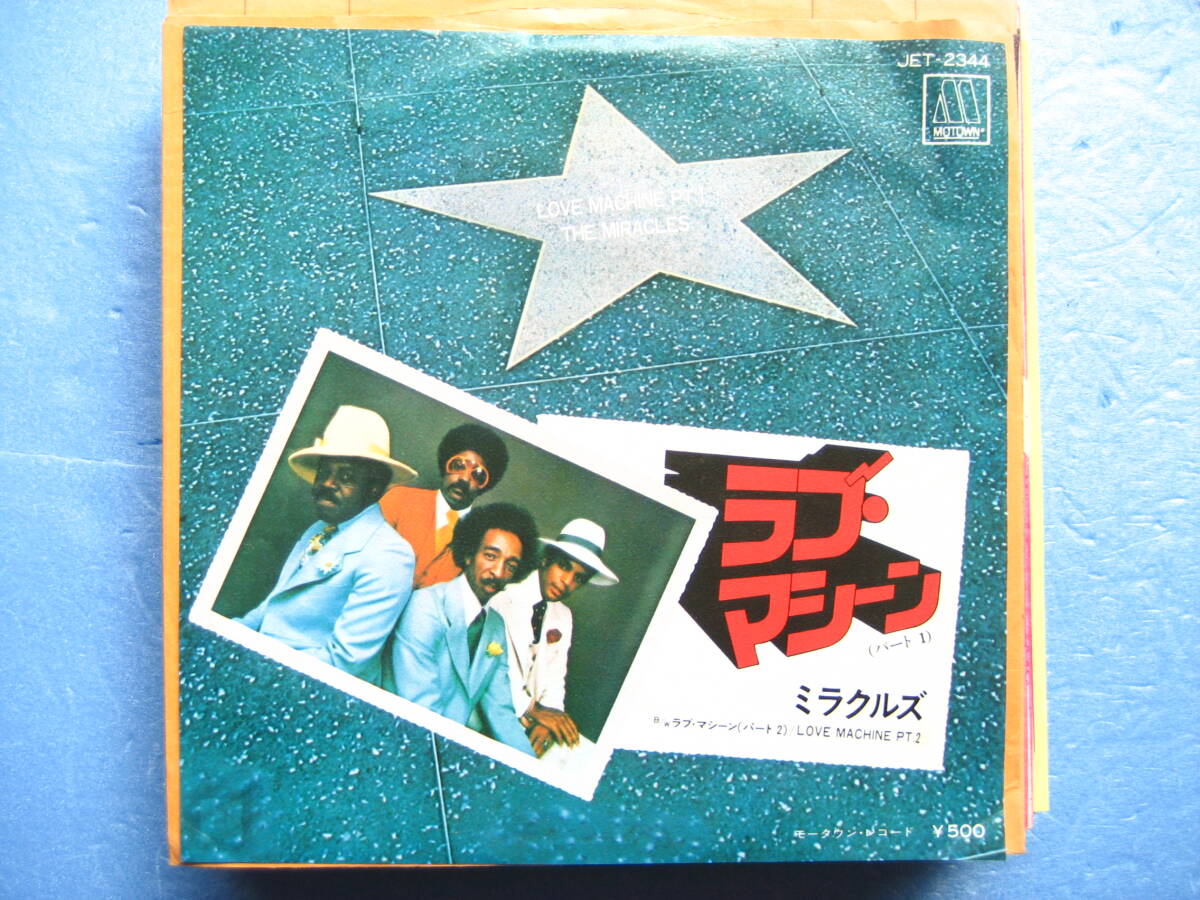 JET-2344
MOTOWN
LOVE MACHINE PT.1
THE MIRACLES
ラブ・
マシーン
(パート 1)
ミラクルズ
B/W ラブ・マシーン(パート 2)/LOVE MACHINE PT.2
モータウン・レコード ¥500